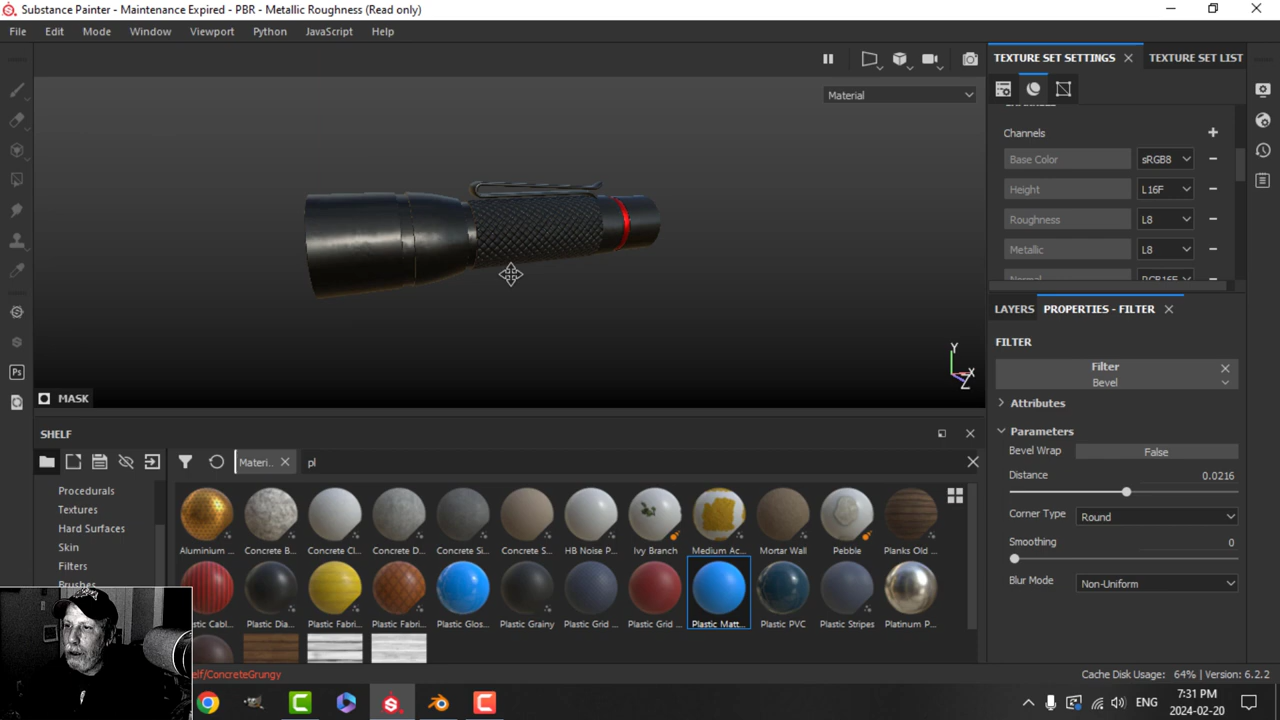 Substance Painter - Maintenance Expired - PBR - Metallic Roughness (Read only)
File Edit Mode Window Viewport Python JavaScript Help
TEXTURE SET SETTINGS TEXTURE SET LIST
Material
Channels
Base Color sRGB8
Height L16F
Roughness L8
Metallic L8
Y
X
Z
MASK
LAYERS PROPERTIES - FILTER
FILTER
Filter
Bevel
Attributes
Parameters
Bevel Wrap False
Distance 0.0216
Corner Type Round
Smoothing 0
Blur Mode Non-Uniform
SHELF
Ps
Materi.. pl
Procedurals
Textures
Hard Surfaces
Skin
Filters
Brushes
Aluminium ... Concrete B... Concrete Cl... Concrete D... Concrete Si... Concrete S... HB Noise P... Ivy Branch Medium Ac... Mortar Wall Pebble Planks Old ...
Plastic Cabl... Plastic Dia... Plastic Fabri... Plastic Fabri... Plastic Glos... Plastic Grainy Plastic Grid ... Plastic Grid ... Plastic Matt... Plastic PVC Plastic Stripes Platinum P...
elf/ConcreteGrungy
Cache Disk Usage: 64% | Version: 6.2.2
ENG
7:31 PM
2024-02-20